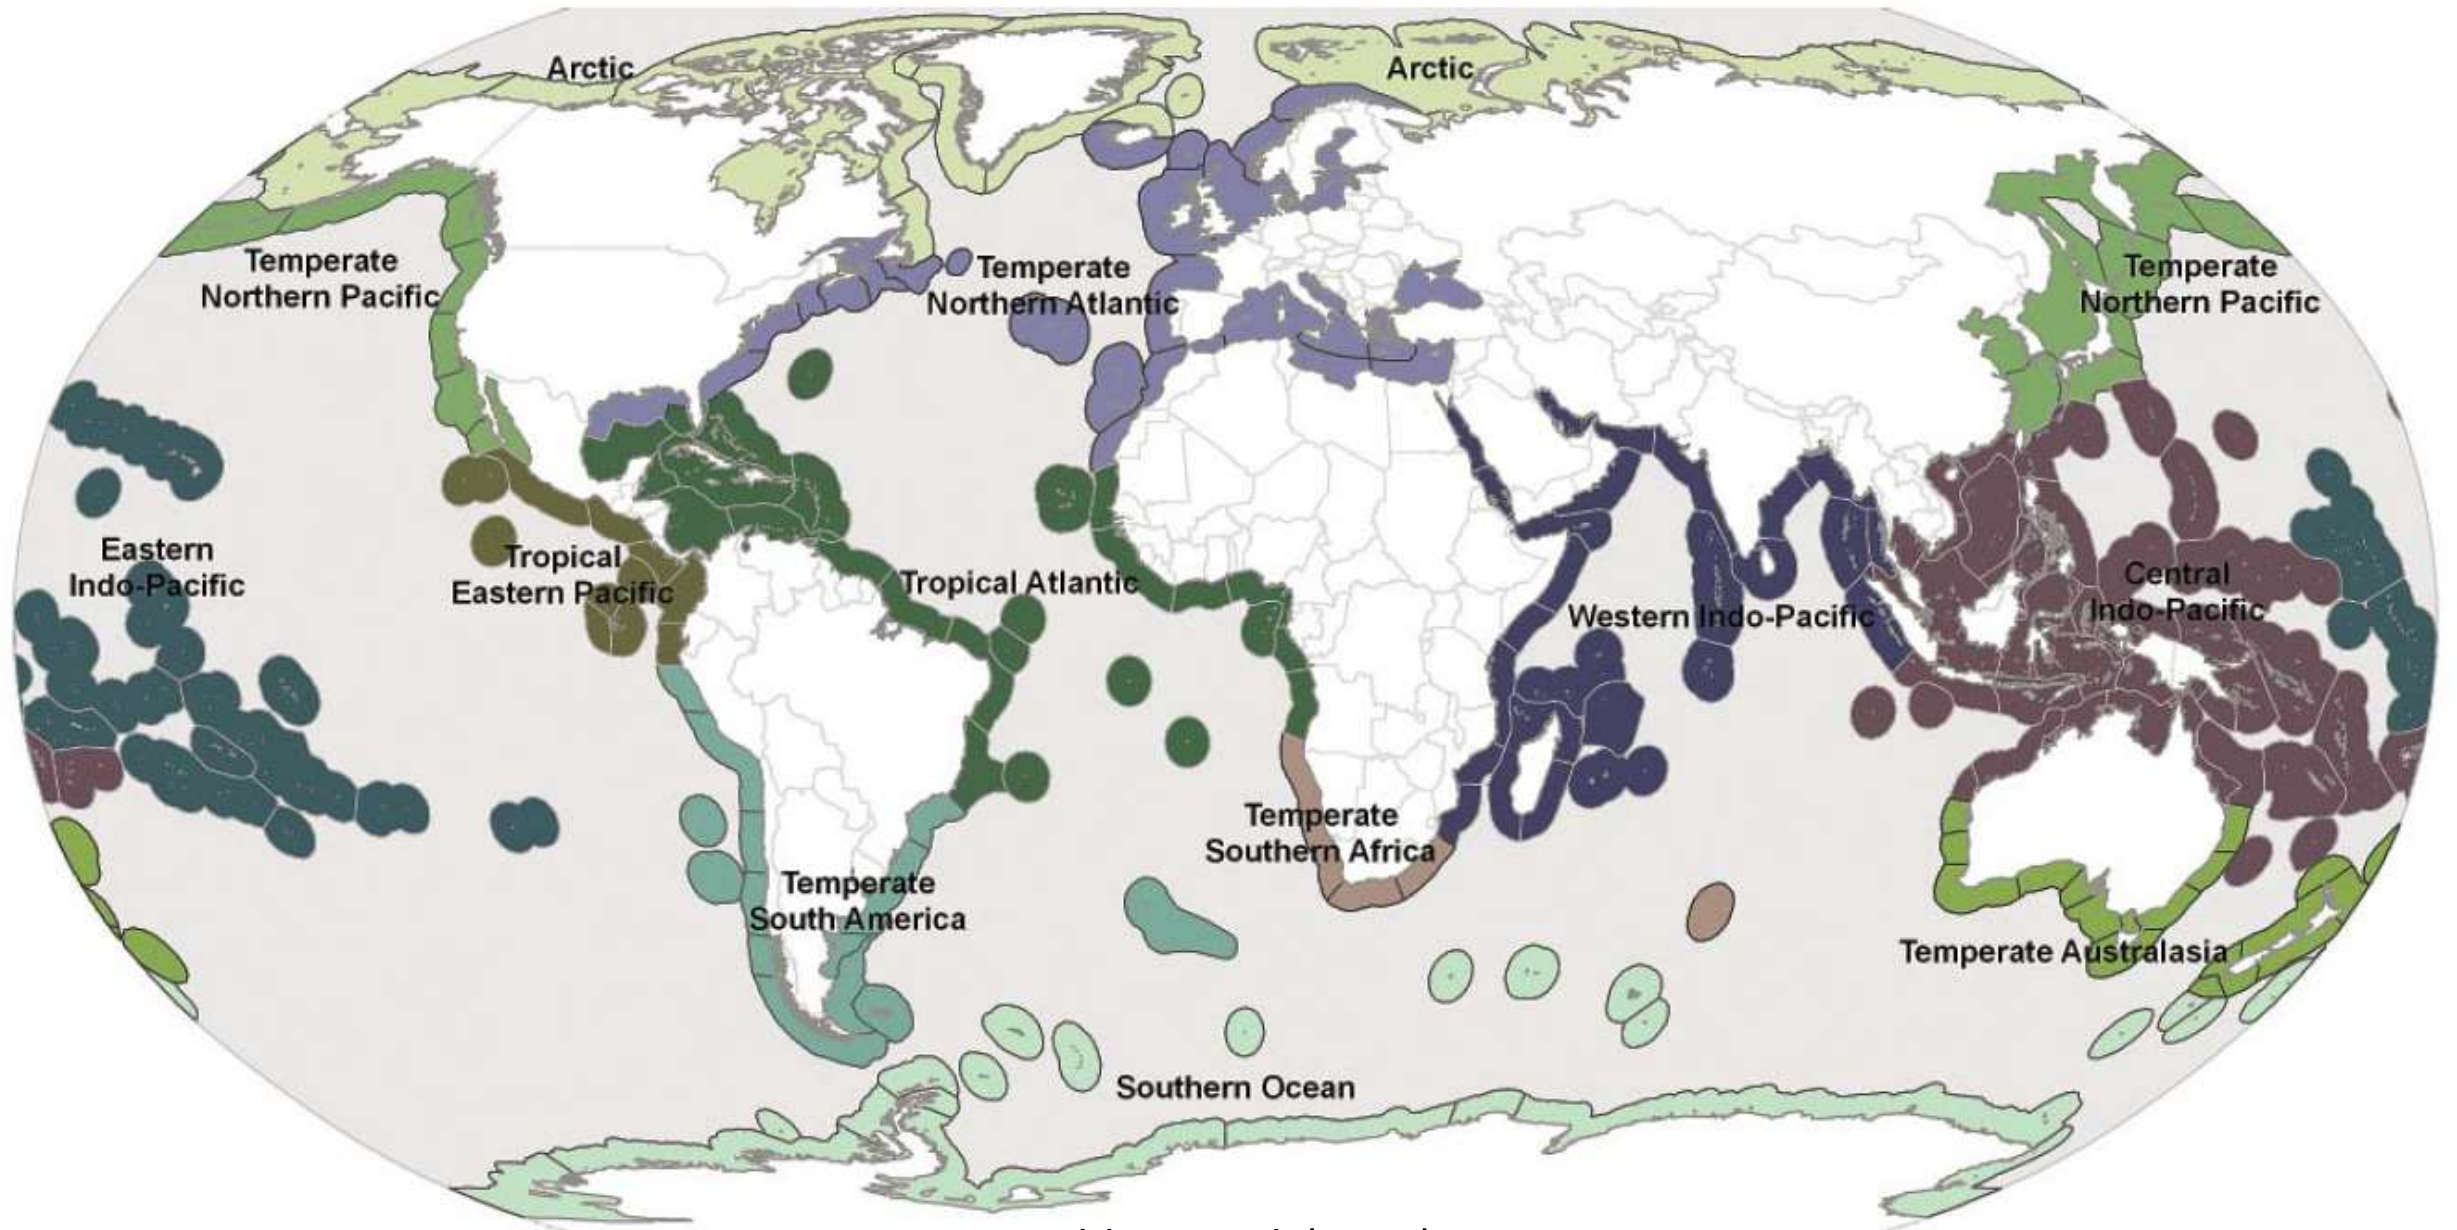 Arctic
Arctic
Temperate
Northern Pacific
Temperate
Northern Atlantic
Temperate
Northern Pacific
Eastern
Indo-Pacific
Tropical
Eastern Pacific
Tropical Atlantic
Western Indo-Pacific
Central
Indo-Pacific
Temperate
Southern Africa
Temperate
South America
Temperate Australasia
Southern Ocean